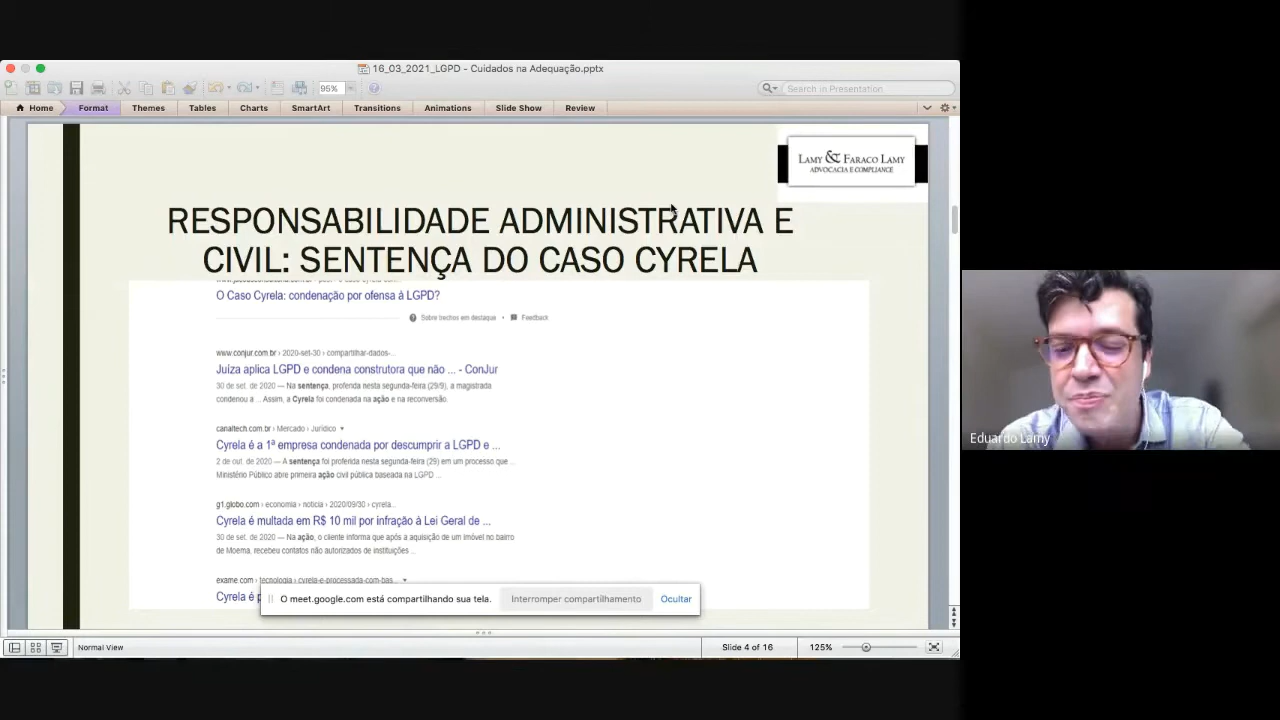 16_03_2021_LGPD - Cuidados na Adequação.pptx
95%
Search in Presentation
Home Format Themes Tables Charts SmartArt Transitions Animations Slide Show Review
LAMY & FARACO LAMY
ADVOCACIA E COMPLIANCE
RESPONSABILIDADE ADMINISTRATIVA E
CIVIL: SENTENÇA DO CASO CYRELA
O Caso Cyrela: condenação por ofensa à LGPD?
Sobre trechos em destaque • Feedback
www.conjur.com.br › 2020-set-30 › compartilhar-dados-...
Juíza aplica LGPD e condena construtora que não ... - ConJur
30 de set. de 2020 — Na sentença, proferida nesta segunda-feira (29/9), a magistrada
condenou a ... Assim, a Cyrela foi condenada na ação e na reconversão.
canaltech.com.br › Mercado › Jurídico
Cyrela é a 1ª empresa condenada por descumprir a LGPD e ...
2 de out. de 2020 — A sentença foi proferida nesta segunda-feira (29) em um processo que ...
Ministério Público abre primeira ação civil pública baseada na LGPD ...
g1.globo.com › economia › noticia › 2020/09/30 › cyrela...
Cyrela é multada em R$ 10 mil por infração à Lei Geral de ...
30 de set. de 2020 — Na ação, o cliente informa que após a aquisição de um imóvel no bairro
de Moema, recebeu contatos não autorizados de instituições ...
exame.com › tecnologia › cyrela-e-processada-com-bas...
Cyrela é
O meet.google.com está compartilhando sua tela. Interromper compartilhamento Ocultar
Normal View Slide 4 of 16 125%
Eduardo Lamy